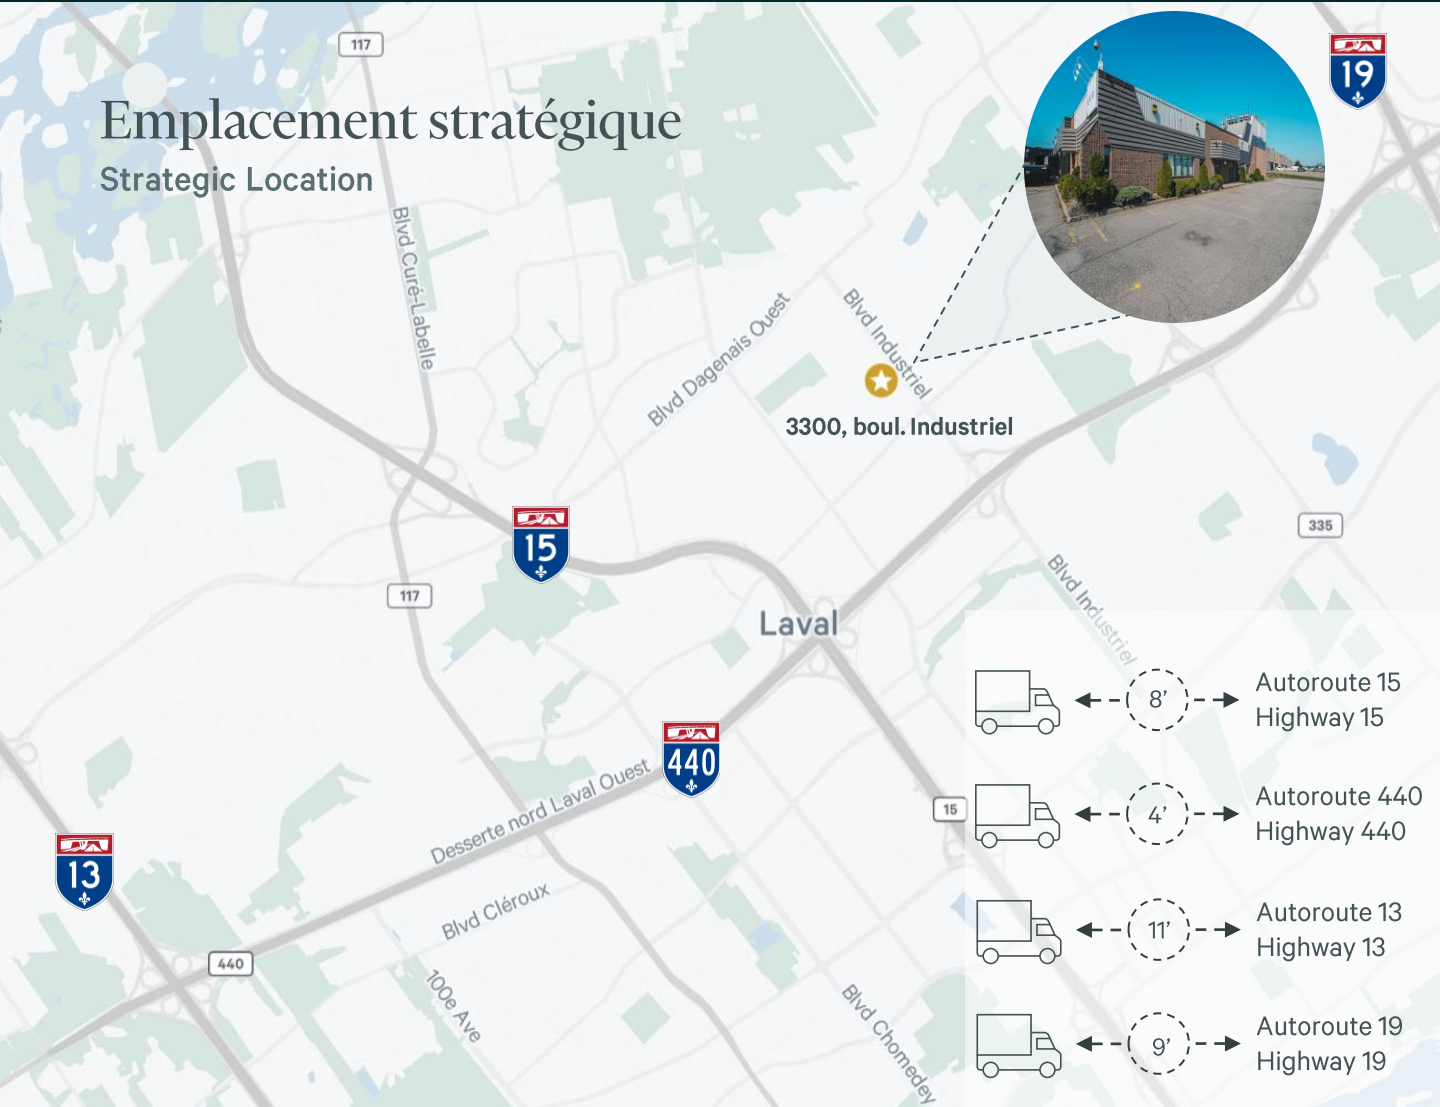 117
19
Emplacement stratégique
Strategic Location
Blvd Curé-Labelle
Blvd Dagenais Ouest
Blvd Industriel
3300, boul. Industriel
15
335
117
Blvd Industriel
Laval
8’
Autoroute 15
Highway 15
440
Desserte nord Laval Ouest
15
4’
Autoroute 440
Highway 440
13
Blvd Cléroux
11’
Autoroute 13
Highway 13
440
100e Ave
Blvd Chomedey
9’
Autoroute 19
Highway 19